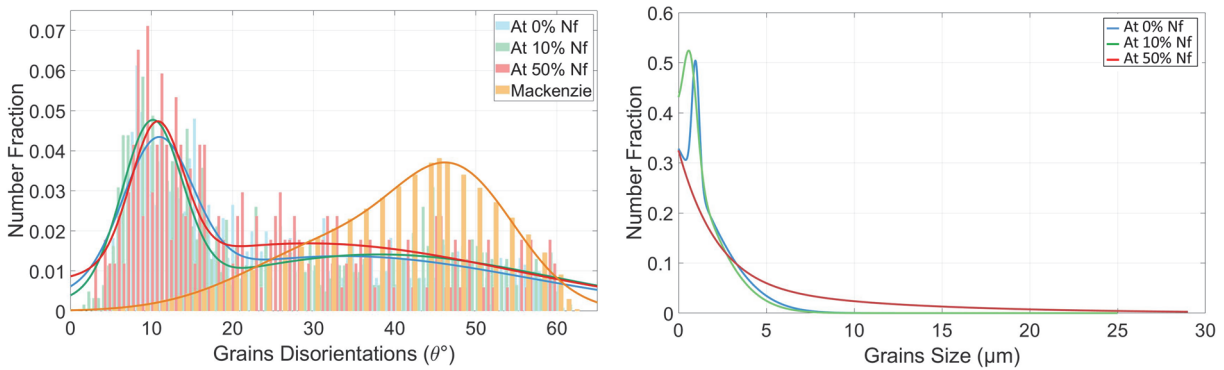 0.07
0.06
0.05
0.04
0.03
0.02
0.01
0
Number Fraction
At 0% Nf
At 10% Nf
At 50% Nf
Mackenzie
0 10 20 30 40 50 60
Grains Disorientations (θ°)
0.6
0.5
0.4
0.3
0.2
0.1
0
Number Fraction
At 0% Nf
At 10% Nf
At 50% Nf
0 5 10 15 20 25 30
Grains Size (μm)